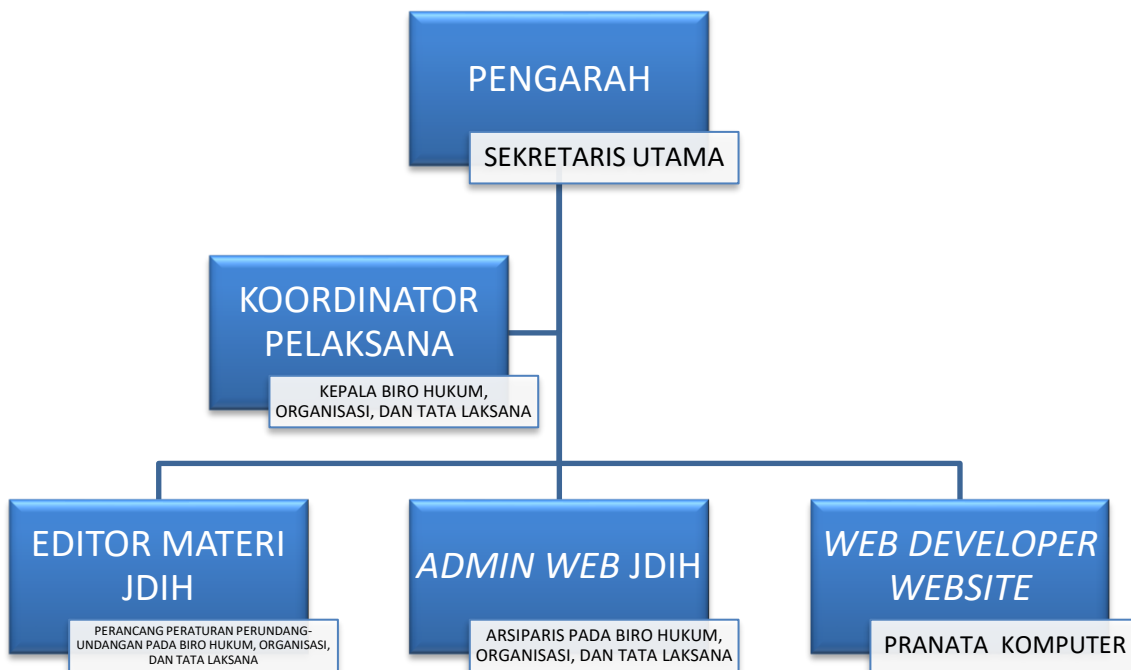 PENGARAH
SEKRETARIS UTAMA
KOORDINATOR
PELAKSANA
KEPALA BIRO HUKUM,
ORGANISASI, DAN TATA LAKSANA
EDITOR MATERI
JDIH
PERANCANG PERATURAN PERUNDANG-
UNDANGAN PADA BIRO HUKUM, ORGANISASI,
DAN TATA LAKSANA
ADMIN WEB JDIH
ARSIPARIS PADA BIRO HUKUM,
ORGANISASI, DAN TATA LAKSANA
WEB DEVELOPER
WEBSITE
PRANATA KOMPUTER